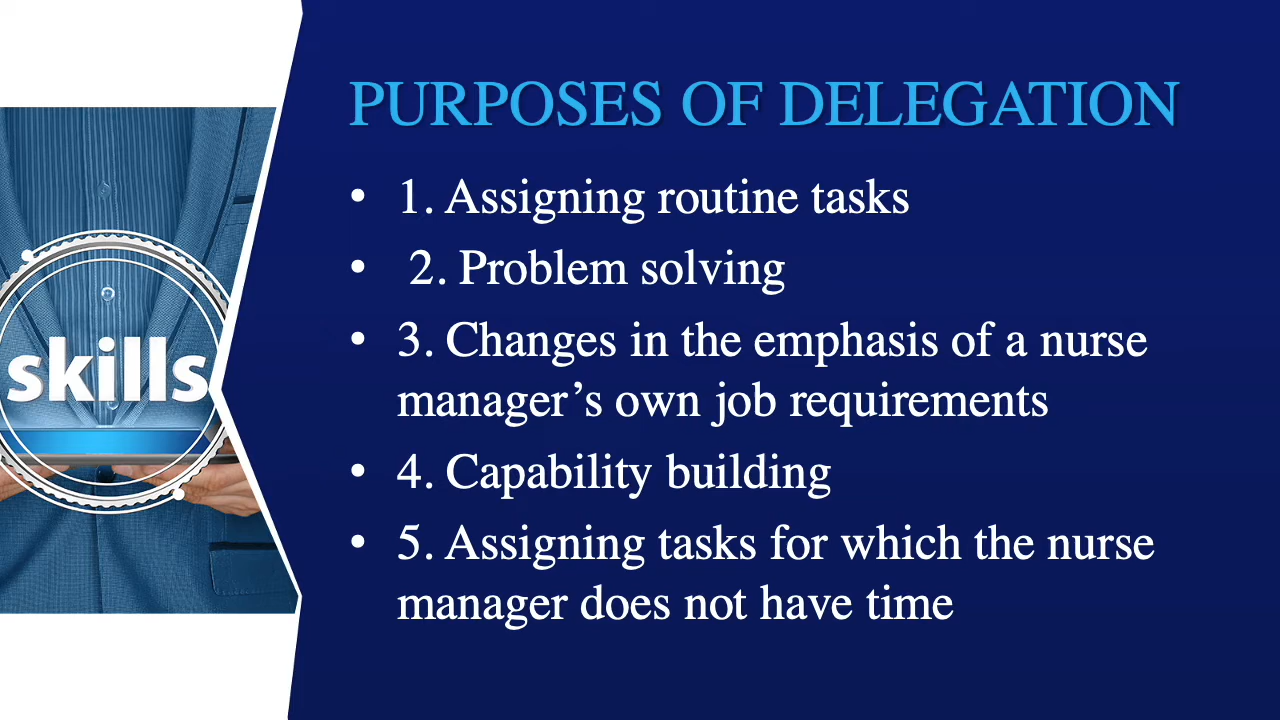 PURPOSES OF DELEGATION
• 1. Assigning routine tasks
• 2. Problem solving
• 3. Changes in the emphasis of a nurse
manager’s own job requirements
• 4. Capability building
• 5. Assigning tasks for which the nurse
manager does not have time
skills